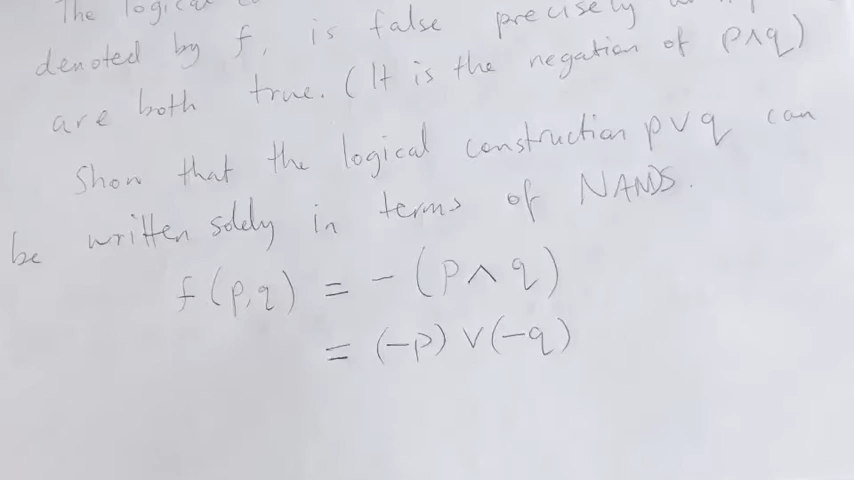 The logical
denoted by f, is false precisely
are both true. (It is the negation of p∧q)
Show that the logical construction p∨q can
be written solely in terms of NANDS.
f(p,q) = -(p∧q)
= (-p) ∨ (-q)